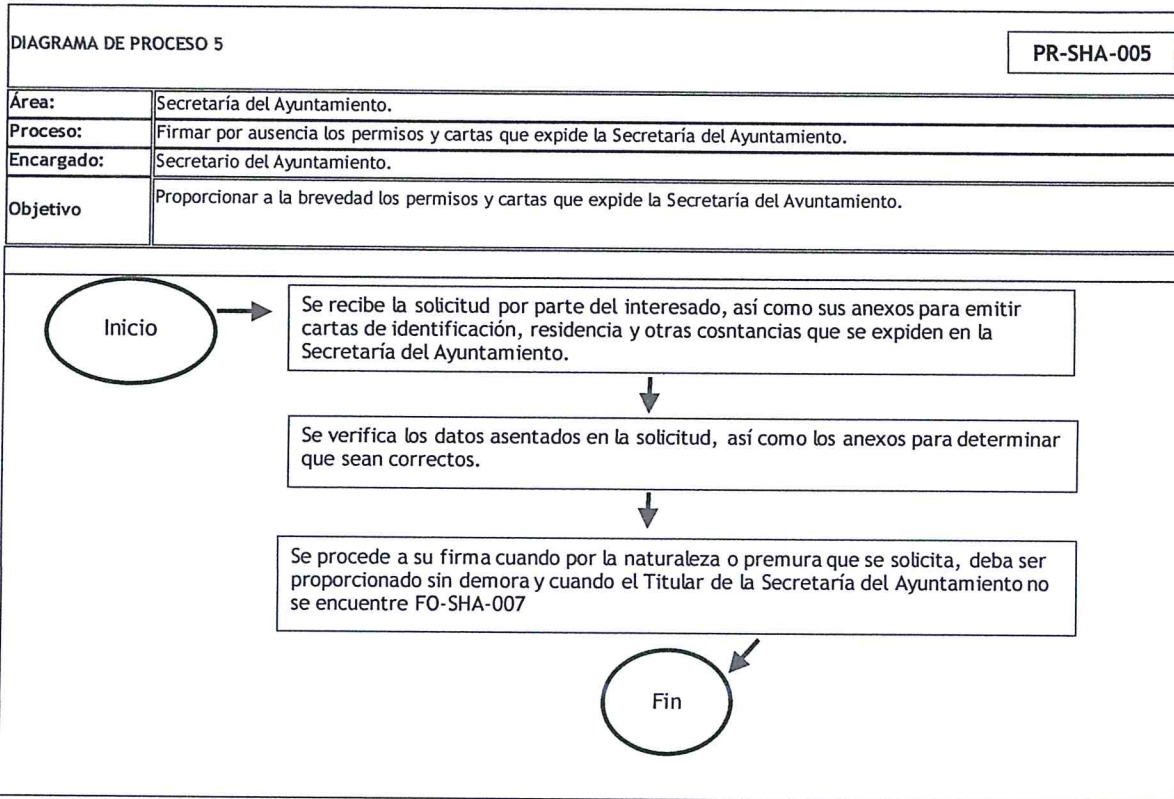 DIAGRAMA DE PROCESO 5
PR-SHA-005
Área: Secretaría del Ayuntamiento.
Proceso: Firmar por ausencia los permisos y cartas que expide la Secretaría del Ayuntamiento.
Encargado: Secretario del Ayuntamiento.
Objetivo Proporcionar a la brevedad los permisos y cartas que expide la Secretaría del Avuntamiento.
Inicio
Se recibe la solicitud por parte del interesado, así como sus anexos para emitir
cartas de identificación, residencia y otras cosntancias que se expiden en la
Secretaría del Ayuntamiento.
Se verifica los datos asentados en la solicitud, así como los anexos para determinar
que sean correctos.
Se procede a su firma cuando por la naturaleza o premura que se solicita, deba ser
proporcionado sin demora y cuando el Titular de la Secretaría del Ayuntamiento no
se encuentre FO-SHA-007
Fin